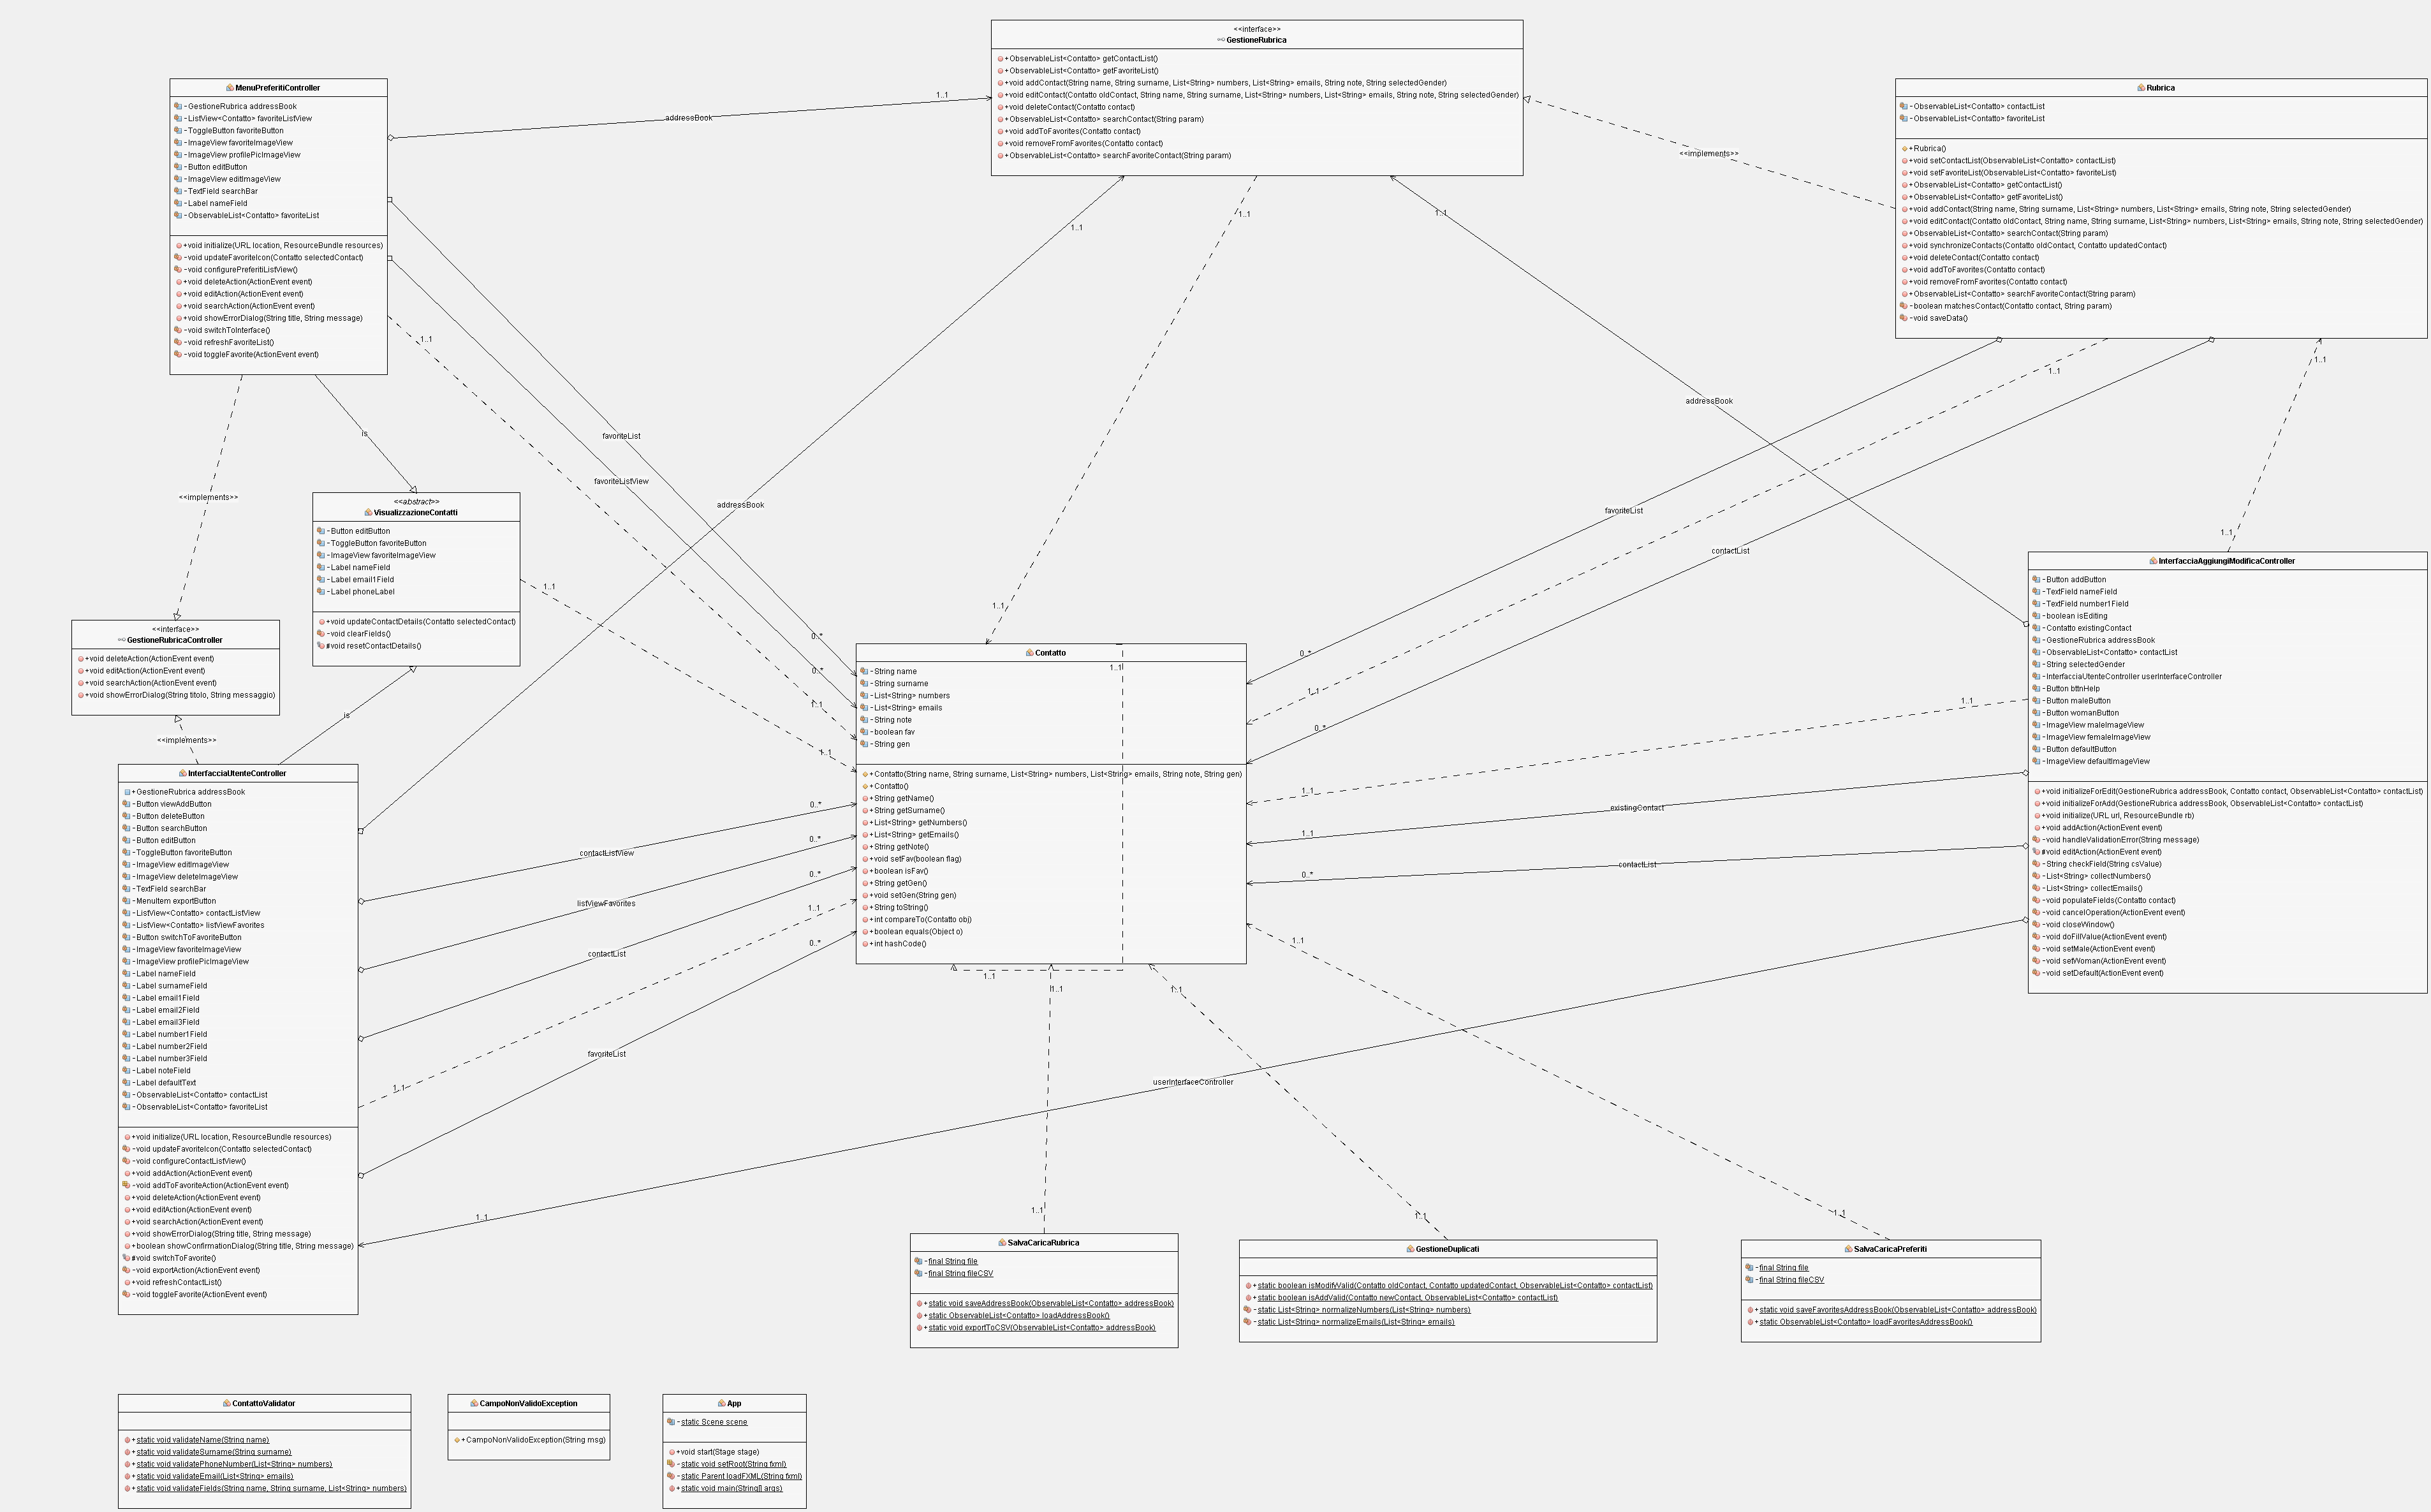 <<interface>>
GestioneRubrica
+ObservableList<Contatto> getContactList()
+ObservableList<Contatto> getFavoriteList()
+void addContact(String name, String surname, List<String> numbers, List<String> emails, String note, String selectedGender)
+void editContact(Contatto oldContact, String name, String surname, List<String> numbers, List<String> emails, String note, String selectedGender)
+void deleteContact(Contatto contact)
+ObservableList<Contatto> searchContact(String param)
+void addToFavorites(Contatto contact)
+void removeFromFavorites(Contatto contact)
+ObservableList<Contatto> searchFavoriteContact(String param)
MenuPreferitiController
-GestioneRubrica addressBook
-ListView<Contatto> favoriteListView
-ToggleButton favoriteButton
-ImageView favoriteImageView
-ImageView profilePicImageView
-Button editButton
-ImageView editImageView
-TextField searchBar
-Label nameField
-ObservableList<Contatto> favoriteList
+void initialize(URL location, ResourceBundle resources)
-void updateFavoriteIcon(Contatto selectedContact)
-void configurePreferitiListView()
+void deleteAction(ActionEvent event)
+void editAction(ActionEvent event)
+void searchAction(ActionEvent event)
+void showErrorDialog(String title, String message)
-void switchToInterface()
-void refreshFavoriteList()
-void toggleFavorite(ActionEvent event)
Rubrica
-ObservableList<Contatto> contactList
-ObservableList<Contatto> favoriteList
+Rubrica()
+void setContactList(ObservableList<Contatto> contactList)
+void setFavoriteList(ObservableList<Contatto> favoriteList)
+ObservableList<Contatto> getContactList()
+ObservableList<Contatto> getFavoriteList()
+void addContact(String name, String surname, List<String> numbers, List<String> emails, String note, String selectedGender)
+void editContact(Contatto oldContact, String name, String surname, List<String> numbers, List<String> emails, String note, String selectedGender)
+ObservableList<Contatto> searchContact(String param)
+void synchronizeContacts(Contatto oldContact, Contatto updatedContact)
+void deleteContact(Contatto contact)
+void addToFavorites(Contatto contact)
+void removeFromFavorites(Contatto contact)
+ObservableList<Contatto> searchFavoriteContact(String param)
-boolean matchesContact(Contatto contact, String param)
-void saveData()
1..1
addressBook
<<implements>>
1..1
1..1
1..1
1..1
1..1
1..1
addressBook
is
favoriteList
favoriteListView
<<implements>>
addressBook
favoriteList
contactList
1..1
<<abstract>>
VisualizzazioneContatti
-Button editButton
-ToggleButton favoriteButton
-ImageView favoriteImageView
-Label nameField
-Label email1Field
-Label phoneLabel
+void updateContactDetails(Contatto selectedContact)
-void clearFields()
#void resetContactDetails()
1..1
1..1
<<interface>>
GestioneRubricaController
+void deleteAction(ActionEvent event)
+void editAction(ActionEvent event)
+void searchAction(ActionEvent event)
+void showErrorDialog(String titolo, String messaggio)
is
<<implements>>
0..*
0..*
1..1
1..1
Contatto
1..1
-String name
-String surname
-List<String> numbers
-List<String> emails
-String note
-boolean fav
-String gen
+Contatto(String name, String surname, List<String> numbers, List<String> emails, String note, String gen)
+Contatto()
+String getName()
+String getSurname()
+List<String> getNumbers()
+List<String> getEmails()
+String getNote()
+void setFav(boolean flag)
+boolean isFav()
+String getGen()
+void setGen(String gen)
+String toString()
+int compareTo(Contatto obj)
+boolean equals(Object o)
+int hashCode()
0..*
1..1
0..*
1..1
1..1
existingContact
1..1
contactList
0..*
InterfacciaAggiungiModificaController
-Button addButton
-TextField nameField
-TextField number1Field
-boolean isEditing
-Contatto existingContact
-GestioneRubrica addressBook
-ObservableList<Contatto> contactList
-String selectedGender
-InterfacciaUtenteController userInterfaceController
-Button bttnHelp
-Button maleButton
-Button womanButton
-ImageView maleImageView
-ImageView femaleImageView
-Button defaultButton
-ImageView defaultImageView
+void initializeForEdit(GestioneRubrica addressBook, Contatto contact, ObservableList<Contatto> contactList)
+void initializeForAdd(GestioneRubrica addressBook, ObservableList<Contatto> contactList)
+void initialize(URL url, ResourceBundle rb)
+void addAction(ActionEvent event)
-void handleValidationError(String message)
#void editAction(ActionEvent event)
-String checkField(String csValue)
-List<String> collectNumbers()
-List<String> collectEmails()
-void populateFields(Contatto contact)
-void cancelOperation(ActionEvent event)
-void closeWindow()
-void doFillValue(ActionEvent event)
-void setMale(ActionEvent event)
-void setWoman(ActionEvent event)
-void setDefault(ActionEvent event)
InterfacciaUtenteController
+GestioneRubrica addressBook
-Button viewAddButton
-Button deleteButton
-Button searchButton
-Button editButton
-ToggleButton favoriteButton
-ImageView editImageView
-ImageView deleteImageView
-TextField searchBar
-MenuItem exportButton
-ListView<Contatto> contactListView
-ListView<Contatto> listViewFavorites
-Button switchToFavoriteButton
-ImageView favoriteImageView
-ImageView profilePicImageView
-Label nameField
-Label surnameField
-Label email1Field
-Label email2Field
-Label email3Field
-Label number1Field
-Label number2Field
-Label number3Field
-Label noteField
-Label defaultText
-ObservableList<Contatto> contactList
-ObservableList<Contatto> favoriteList
+void initialize(URL location, ResourceBundle resources)
-void updateFavoriteIcon(Contatto selectedContact)
-void configureContactListView()
+void addAction(ActionEvent event)
-void addToFavoriteAction(ActionEvent event)
+void deleteAction(ActionEvent event)
+void editAction(ActionEvent event)
+void searchAction(ActionEvent event)
+void showErrorDialog(String title, String message)
+boolean showConfirmationDialog(String title, String message)
#void switchToFavorite()
-void exportAction(ActionEvent event)
+void refreshContactList()
-void toggleFavorite(ActionEvent event)
0..*
contactListView
0..*
0..*
listViewFavorites
1..1
0..*
contactList
favoriteList
1..1
1..1
1..1
1..1
1..1
userInterfaceController
1..1
1..1
1..1
1..1
SalvaCaricaRubrica
-final String file
-final String fileCSV
+static void saveAddressBook(ObservableList<Contatto> addressBook)
+static ObservableList<Contatto> loadAddressBook()
+static void exportToCSV(ObservableList<Contatto> addressBook)
GestioneDuplicati
+static boolean isModifyValid(Contatto oldContact, Contatto updatedContact, ObservableList<Contatto> contactList)
+static boolean isAddValid(Contatto newContact, ObservableList<Contatto> contactList)
-static List<String> normalizeNumbers(List<String> numbers)
-static List<String> normalizeEmails(List<String> emails)
SalvaCaricaPreferiti
-final String file
-final String fileCSV
+static void saveFavoritesAddressBook(ObservableList<Contatto> addressBook)
+static ObservableList<Contatto> loadFavoritesAddressBook()
ContattoValidator
+static void validateName(String name)
+static void validateSurname(String surname)
+static void validatePhoneNumber(List<String> numbers)
+static void validateEmail(List<String> emails)
+static void validateFields(String name, String surname, List<String> numbers)
CampoNonValidoException
+CampoNonValidoException(String msg)
App
-static Scene scene
+void start(Stage stage)
-static void setRoot(String fxml)
-static Parent loadFXML(String fxml)
+static void main(String[] args)